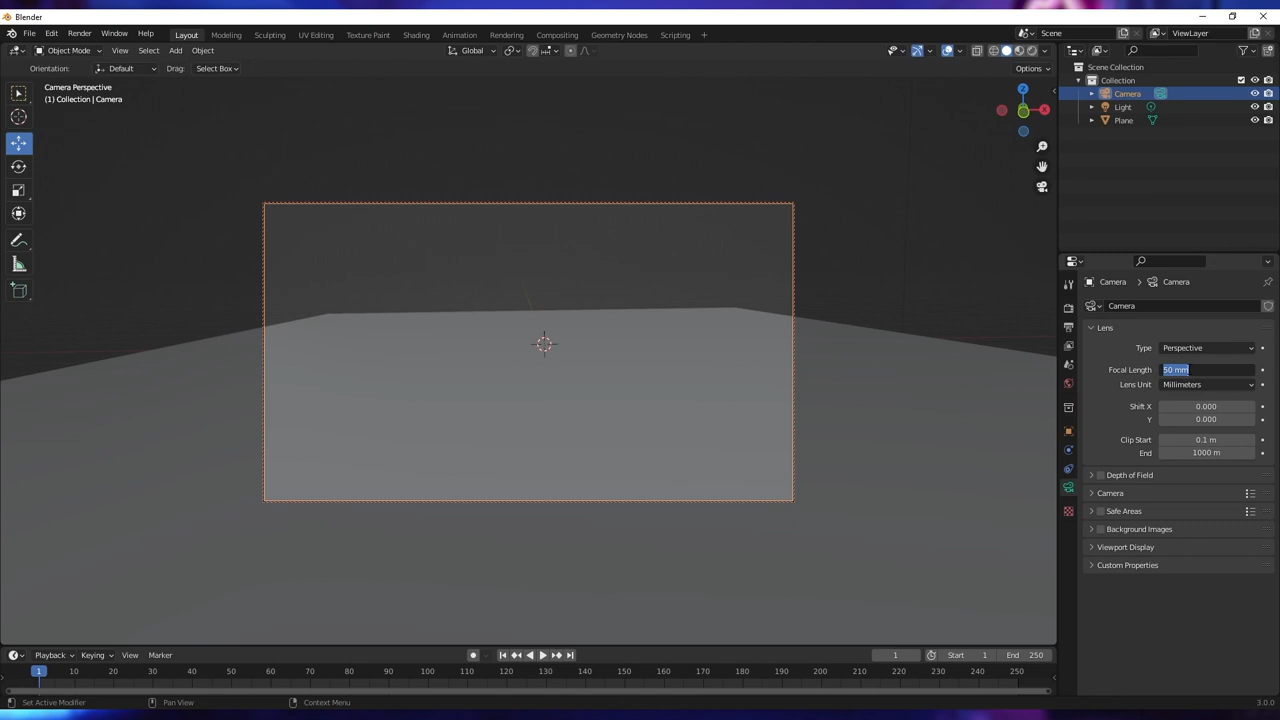 Blender
File Edit Render Window Help Layout Modeling Sculpting UV Editing Texture Paint Shading Animation Rendering Compositing Geometry Nodes Scripting Scene ViewLayer
Object Mode View Select Add Object Global
Orientation: Default Drag: Select Box Options
Camera Perspective
(1) Collection | Camera
Z
X
Scene Collection
Collection
Camera
Light
Plane
Camera > Camera
Camera
Lens
Type Perspective
Focal Length 50 mm
Lens Unit Millimeters
Shift X 0.000
Y 0.000
Clip Start 0.1 m
End 1000 m
Depth of Field
Camera
Safe Areas
Background Images
Viewport Display
Custom Properties
Playback Keying View Marker 1 Start 1 End 250
1 10 20 30 40 50 60 70 80 90 100 110 120 130 140 150 160 170 180 190 200 210 220 230 240 250
Set Active Modifier Pan View Context Menu 3.0.0